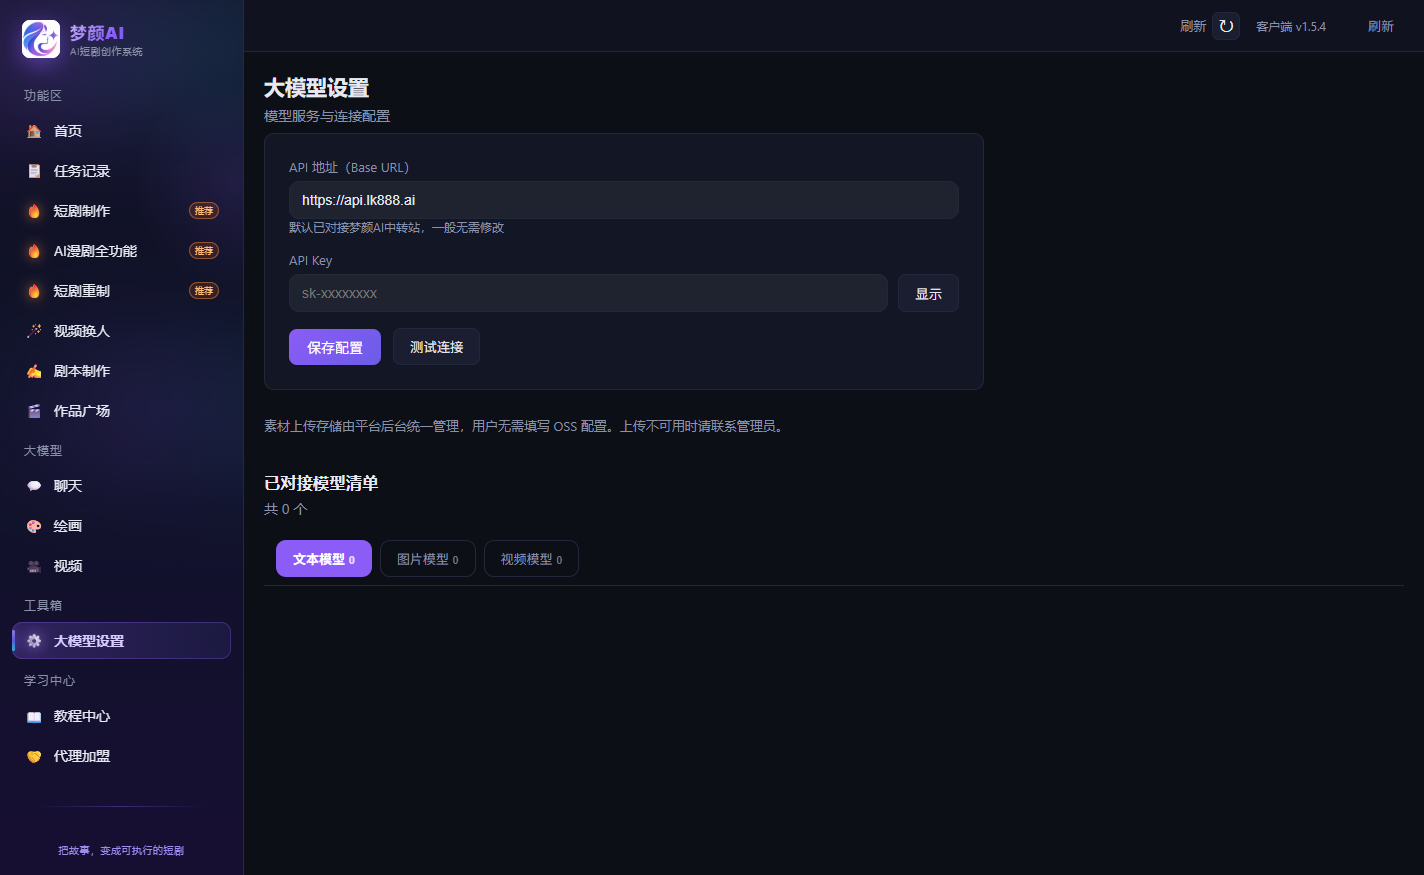 梦颜AI
AI短剧创作系统
功能区
首页
任务记录
短剧制作 推荐
AI漫剧全功能 推荐
短剧重制 推荐
视频换人
剧本制作
作品广场
大模型
聊天
绘画
视频
工具箱
大模型设置
学习中心
教程中心
代理加盟
把故事，变成可执行的短剧
刷新 客户端 v1.5.4 刷新
大模型设置
模型服务与连接配置
API 地址（Base URL）
https://api.lk888.ai
默认已对接梦颜AI中转站，一般无需修改
API Key
sk-xxxxxxxx 显示
保存配置 测试连接
素材上传存储由平台后台统一管理，用户无需填写 OSS 配置。上传不可用时请联系管理员。
已对接模型清单
共 0 个
文本模型 0 图片模型 0 视频模型 0